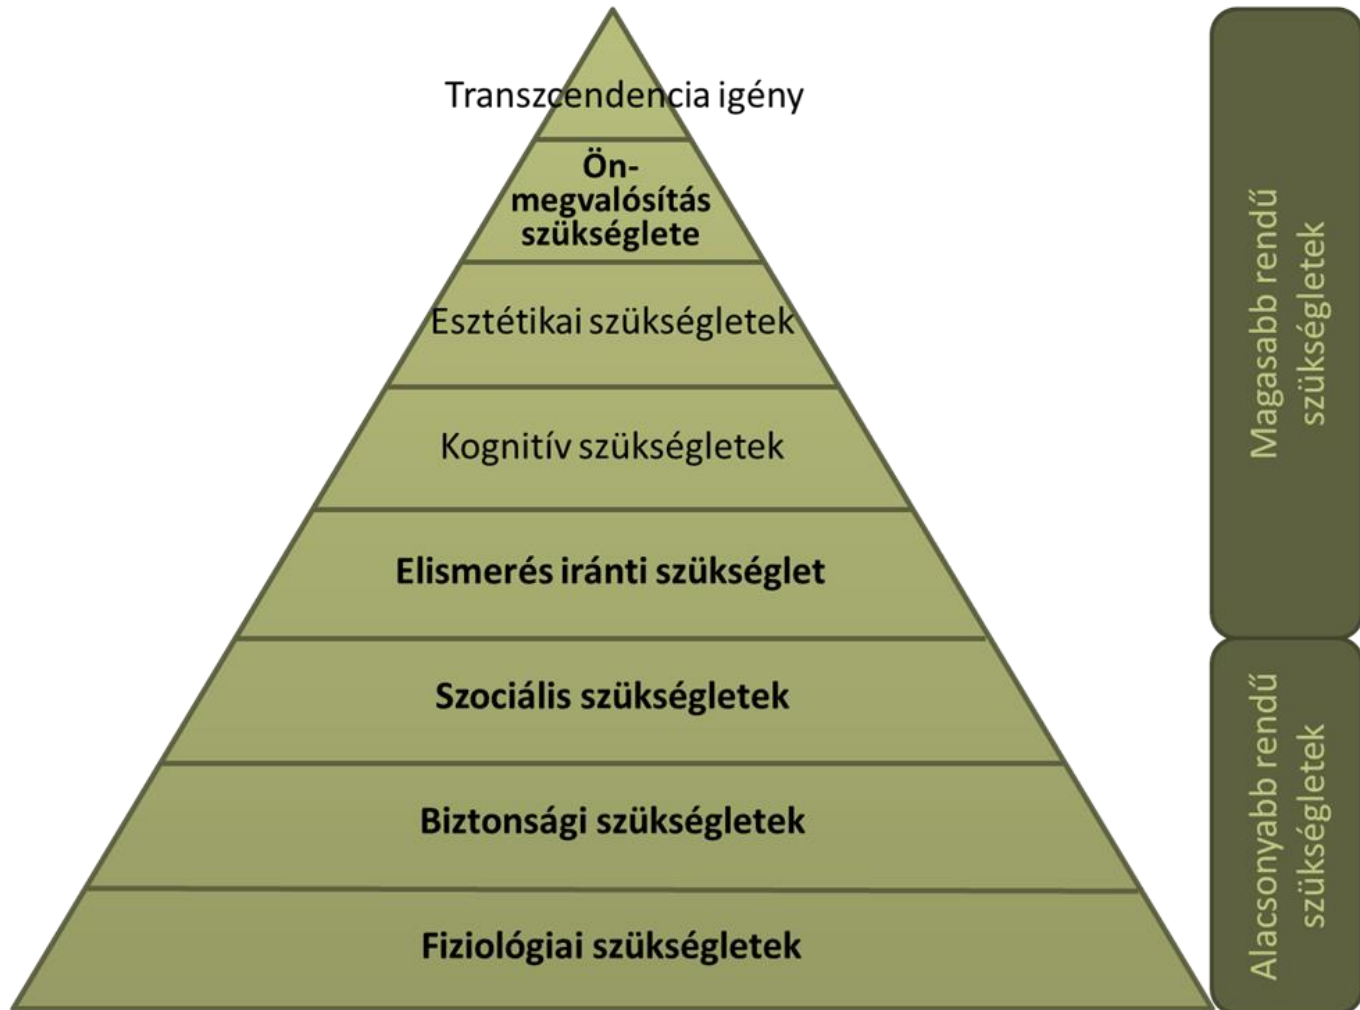 Transzcendencia igény
Ön-
megvalósítás
szükséglete
Esztétikai szükségletek
Kognitív szükségletek
Elismerés iránti szükséglet
Szociális szükségletek
Biztonsági szükségletek
Fiziológiai szükségletek
Magasabb rendű
szükségletek
Alacsonyabb rendű
szükségletek